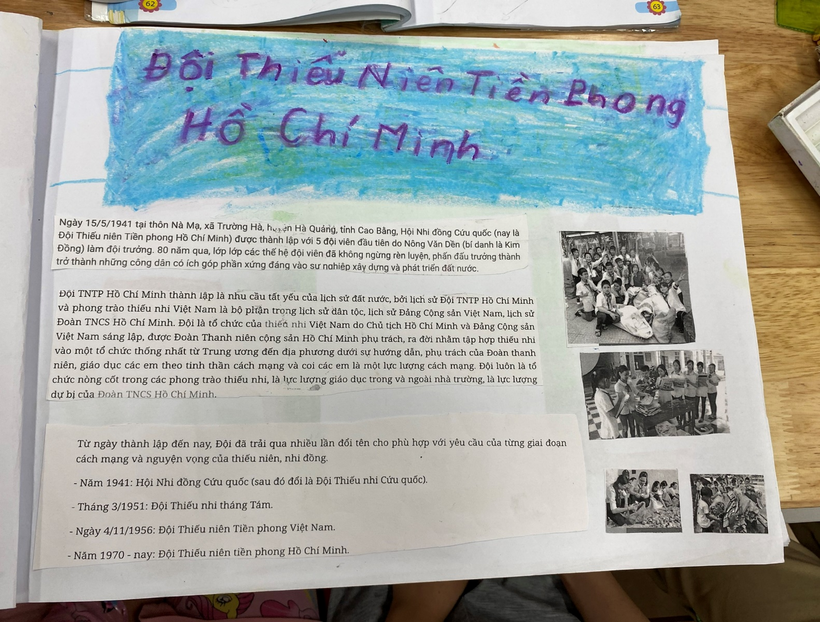 62
63
Đội Thiếu Niên Tiền Phong
Hồ Chí Minh
Ngày 15/5/1941 tại thôn Nà Mạ, xã Trường Hà, huyện Hà Quảng, tỉnh Cao Bằng, Hội Nhi đồng Cứu quốc (nay là
Đội Thiếu niên Tiền phong Hồ Chí Minh) được thành lập với 5 đội viên đầu tiên do Nông Văn Dền (bí danh là Kim
Đồng) làm đội trưởng. 80 năm qua, lớp lớp các thế hệ đội viên đã không ngừng rèn luyện, phấn đấu trưởng thành
trở thành những công dân có ích góp phần xứng đáng vào sự nghiệp xây dựng và phát triển đất nước.
Đội TNTP Hồ Chí Minh thành lập là nhu cầu tất yếu của lịch sử đất nước, bởi lịch sử Đội TNTP Hồ Chí Minh
và phong trào thiếu nhi Việt Nam là bộ phận trong lịch sử dân tộc, lịch sử Đảng Cộng sản Việt Nam, lịch sử
Đoàn TNCS Hồ Chí Minh. Đội là tổ chức của thiếu nhi Việt Nam do Chủ tịch Hồ Chí Minh và Đảng Cộng sản
Việt Nam sáng lập, được Đoàn Thanh niên cộng sản Hồ Chí Minh phụ trách, ra đời nhằm tập hợp thiếu nhi
vào một tổ chức thống nhất từ Trung ương đến địa phương dưới sự hướng dẫn, phụ trách của Đoàn thanh
niên, giáo dục các em theo tinh thần cách mạng và coi các em là một lực lượng cách mạng. Đội luôn là tổ
chức nòng cốt trong các phong trào thiếu nhi, là lực lượng giáo dục trong và ngoài nhà trường, là lực lượng
dự bị của Đoàn TNCS Hồ Chí Minh.
Từ ngày thành lập đến nay, Đội đã trải qua nhiều lần đổi tên cho phù hợp với yêu cầu của từng giai đoạn
cách mạng và nguyện vọng của thiếu niên, nhi đồng.
- Năm 1941: Hội Nhi đồng Cứu quốc (sau đó đổi là Đội Thiếu nhi Cứu quốc).
- Tháng 3/1951: Đội Thiếu nhi tháng Tám.
- Ngày 4/11/1956: Đội Thiếu niên Tiền phong Việt Nam.
- Năm 1970 - nay: Đội Thiếu niên tiền phong Hồ Chí Minh.